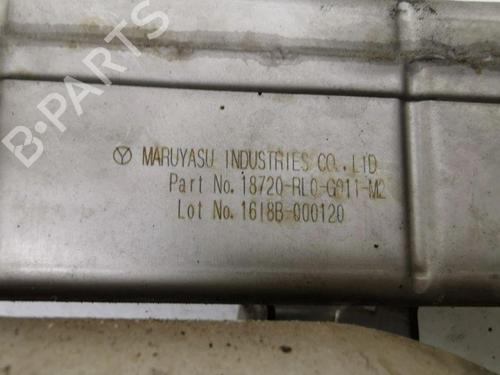 B-PARTS
MARUYASU INDUSTRIES CO.,LTD
Part No. 18720-RL0-G011-M2
Lot No. 1618B-000120